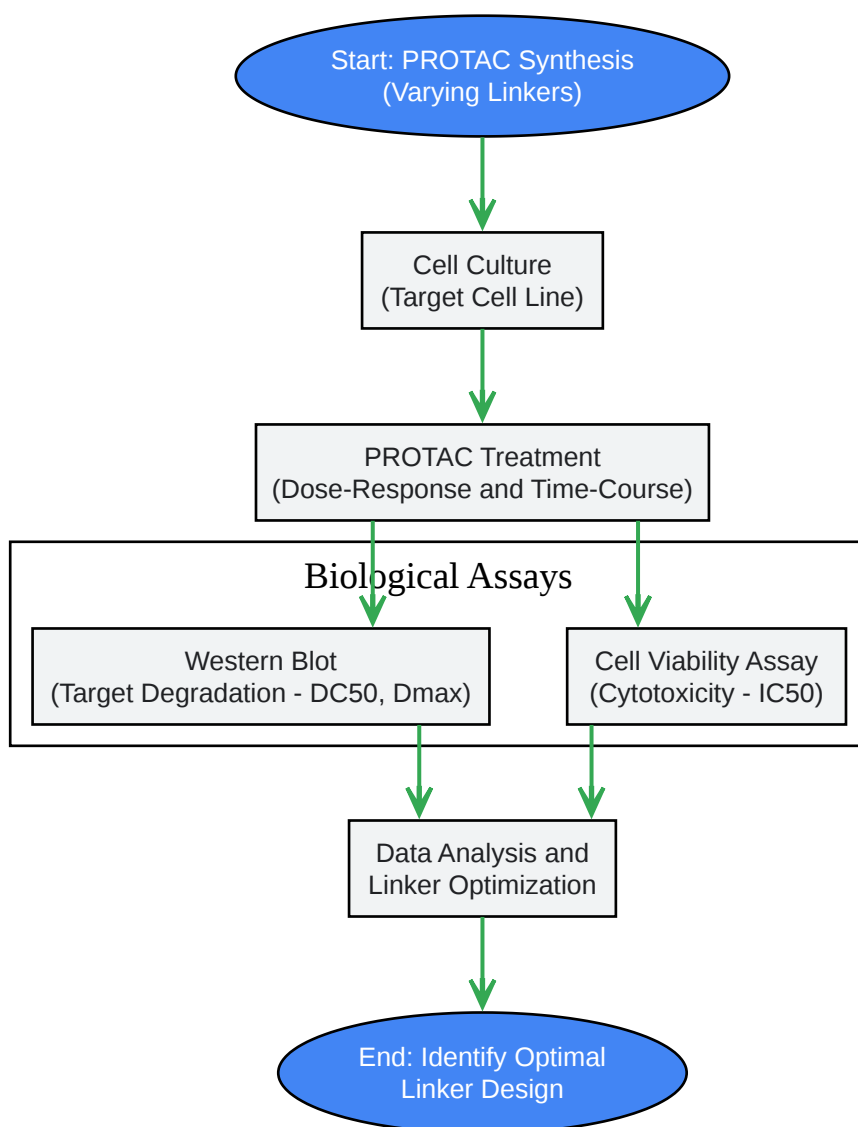 Start: PROTAC Synthesis
(Varying Linkers)
Cell Culture
(Target Cell Line)
PROTAC Treatment
(Dose-Response and Time-Course)
Biological Assays
Western Blot
(Target Degradation - DC50, Dmax)
Cell Viability Assay
(Cytotoxicity - IC50)
Data Analysis and
Linker Optimization
End: Identify Optimal
Linker Design